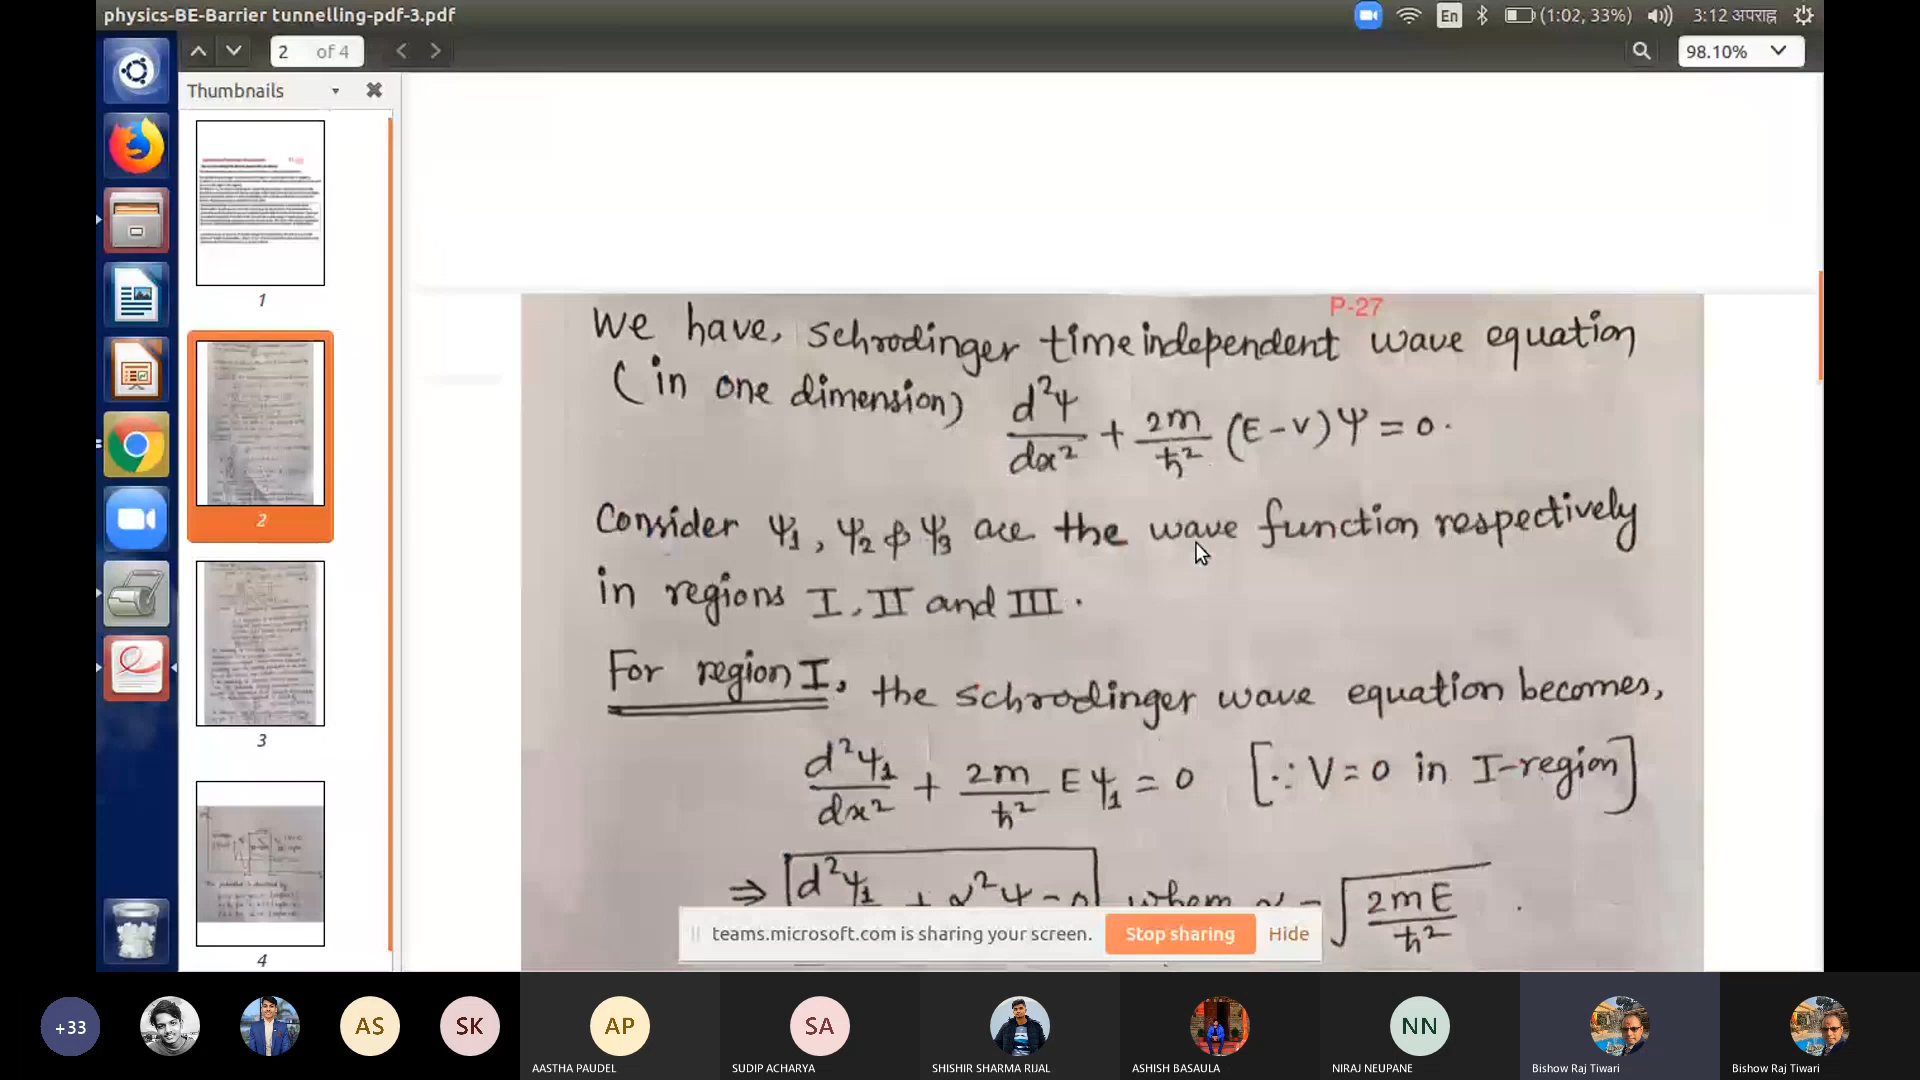 physics-BE-Barrier tunnelling-pdf-3.pdf
En
(1:02, 33%)
3:12 अपराह्न
2 of 4
98.10%
Thumbnails
1
2
3
4
P-27
We have, Schrodinger time independent wave equation
(in one dimension) d²ψ/dx² + 2m/ħ² (E-V)ψ = 0.
Consider ψ₁, ψ₂ & ψ₃ are the wave function respectively
in regions I, II and III.
For region I, the Schrodinger wave equation becomes,
d²ψ₁/dx² + 2m/ħ² Eψ₁ = 0 [∵ V = 0 in I-region]
⇒ d²ψ₁ + α²ψ = 0 √2mE/ħ² .
teams.microsoft.com is sharing your screen.
Stop sharing
Hide
+33
AS
SK
AP
SA
NN
AASTHA PAUDEL
SUDIP ACHARYA
SHISHIR SHARMA RIJAL
ASHISH BASAULA
NIRAJ NEUPANE
Bishow Raj Tiwari
Bishow Raj Tiwari